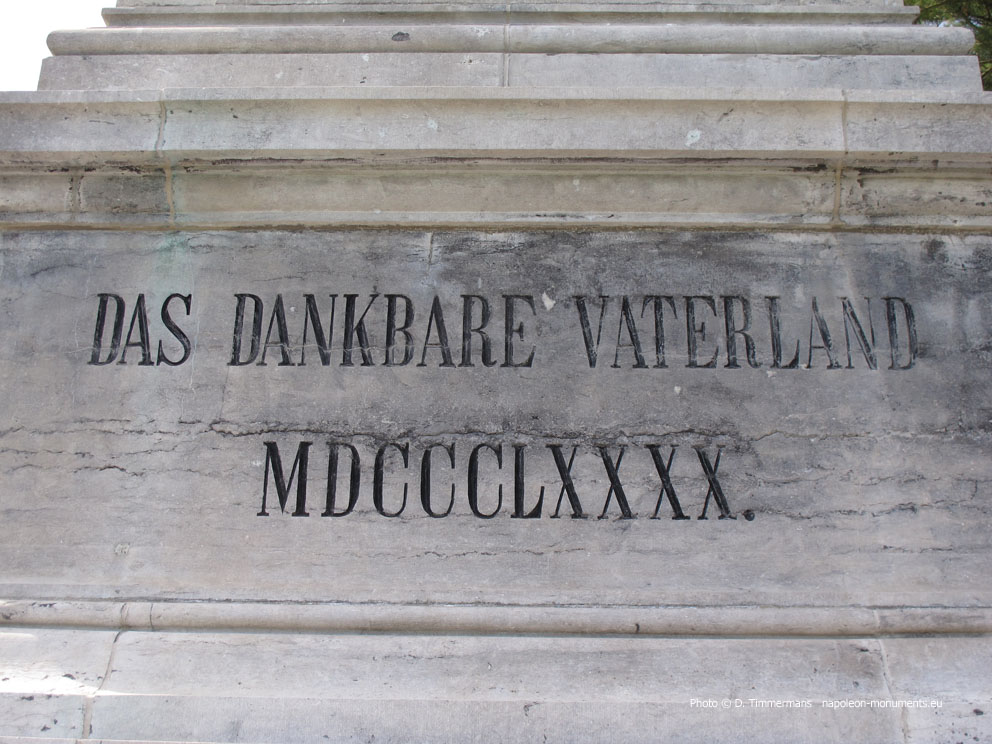 DAS DANKBARE VATERLAND
MDCCCLXXXX.
Photo © D. Timmermans napoleon-monuments.eu